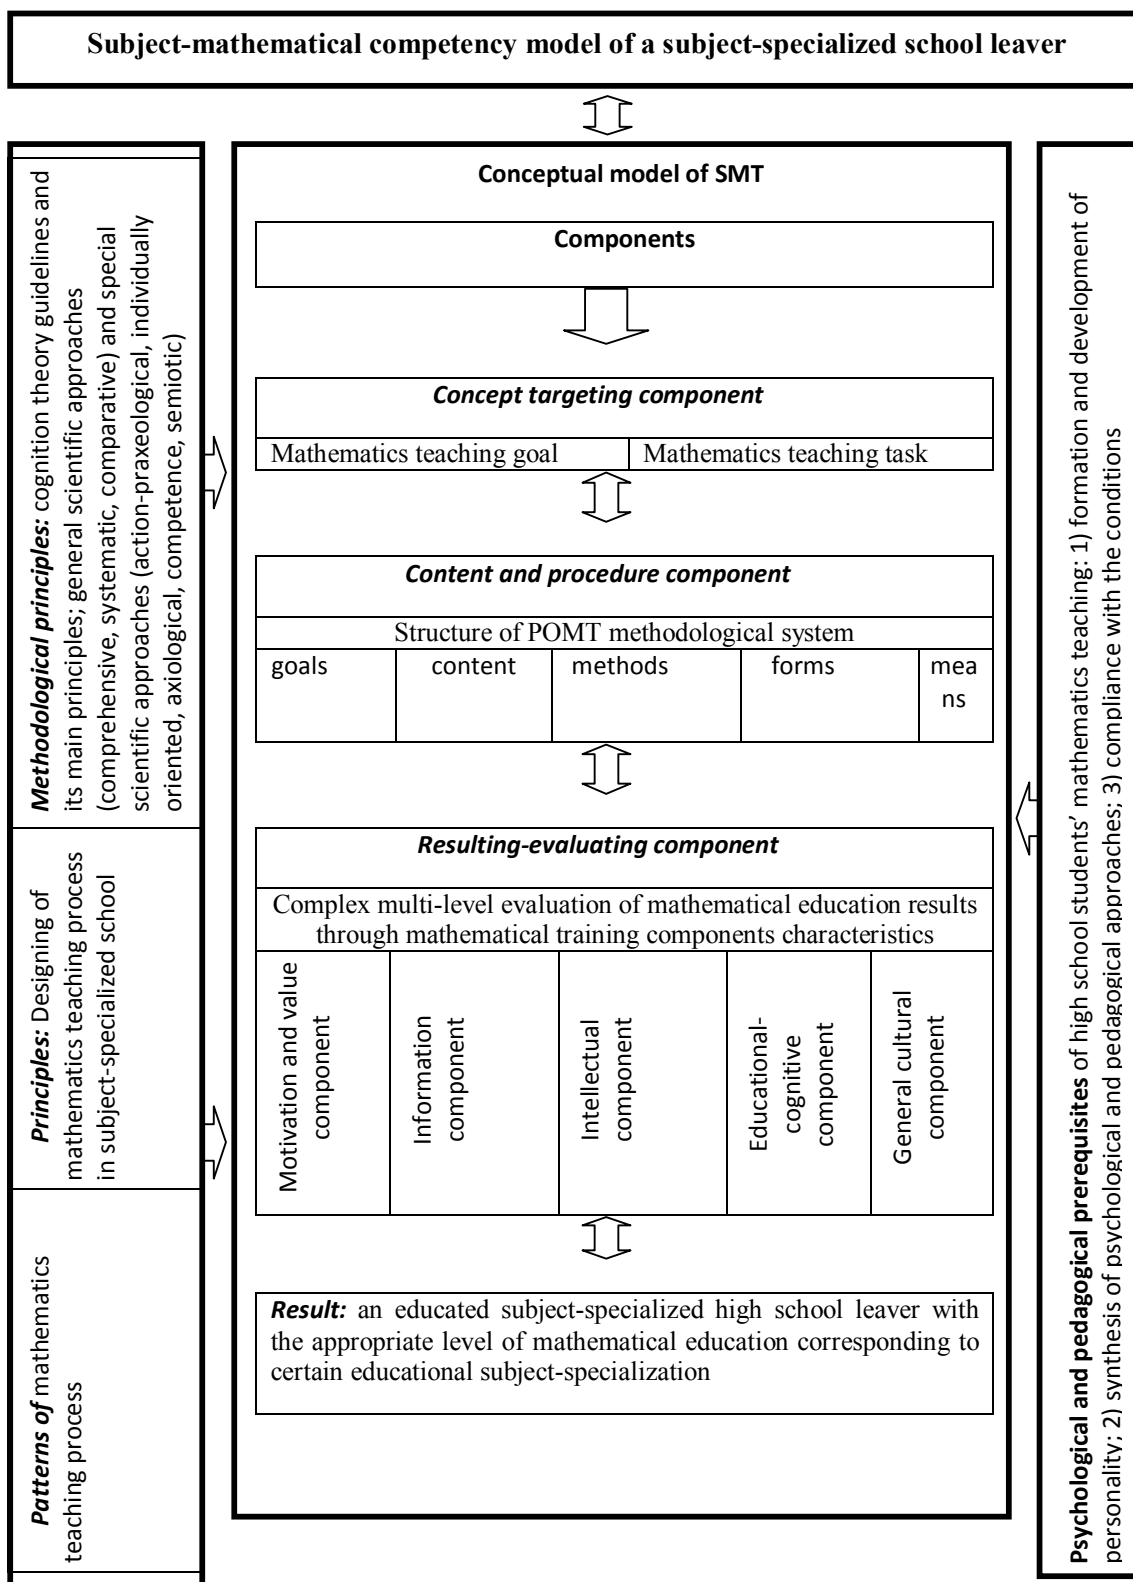 Subject-mathematical competency model of a subject-specialized school leaver
Methodological principles: cognition theory guidelines and
its main principles; general scientific approaches
(comprehensive, systematic, comparative) and special
scientific approaches (action-praxeological, individually
oriented, axiological, competence, semiotic)
Principles: Designing of
mathematics teaching process
in subject-specialized school
Patterns of mathematics
teaching process
Conceptual model of SMT
Components
Concept targeting component
Mathematics teaching goal
Mathematics teaching task
Content and procedure component
Structure of POMT methodological system
goals
content
methods
forms
mea
ns
Resulting-evaluating component
Complex multi-level evaluation of mathematical education results
through mathematical training components characteristics
Motivation and value
component
Information
component
Intellectual
component
Educational-
cognitive
component
General cultural
component
Result: an educated subject-specialized high school leaver with
the appropriate level of mathematical education corresponding to
certain educational subject-specialization
Psychological and pedagogical prerequisites of high school students’ mathematics teaching: 1) formation and development of
personality; 2) synthesis of psychological and pedagogical approaches; 3) compliance with the conditions